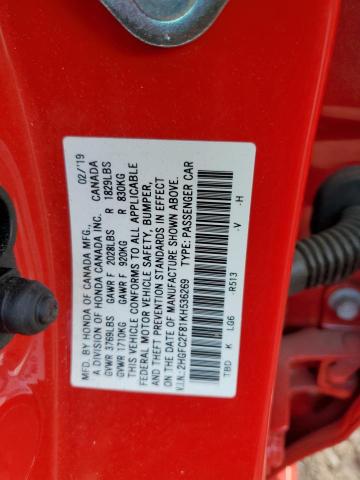 MFD. BY HONDA OF CANADA MFG., 02/'19
A DIVISION OF HONDA CANADA INC. CANADA
GVWR 3769LBS GAWR F 2028LBS R 1829LBS
GVWR 1710KG GAWR F 920KG R 830KG
THIS VEHICLE CONFORMS TO ALL APPLICABLE
FEDERAL MOTOR VEHICLE SAFETY, BUMPER,
AND THEFT PREVENTION STANDARDS IN EFFECT
ON THE DATE OF MANUFACTURE SHOWN ABOVE.
V.I.N.:2HGFC2F81KH536269 TYPE: PASSENGER CAR
TBD K LG6 -R513 -V -H